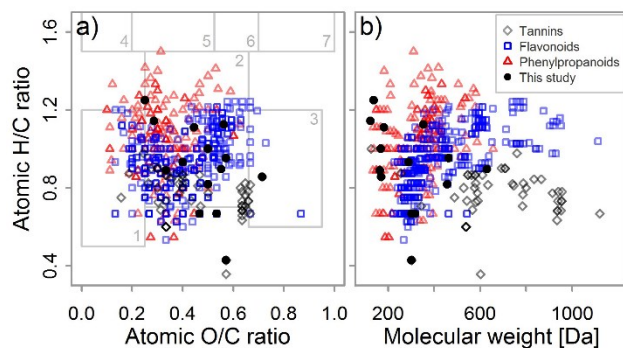 a)
b)
1.6
1.2
0.8
0.4
Atomic H/C ratio
4
5
6
7
2
3
1
0.0
0.2
0.4
0.6
0.8
1.0
Atomic O/C ratio
Tannins
Flavonoids
Phenylpropanoids
This study
200
600
1000
Molecular weight [Da]